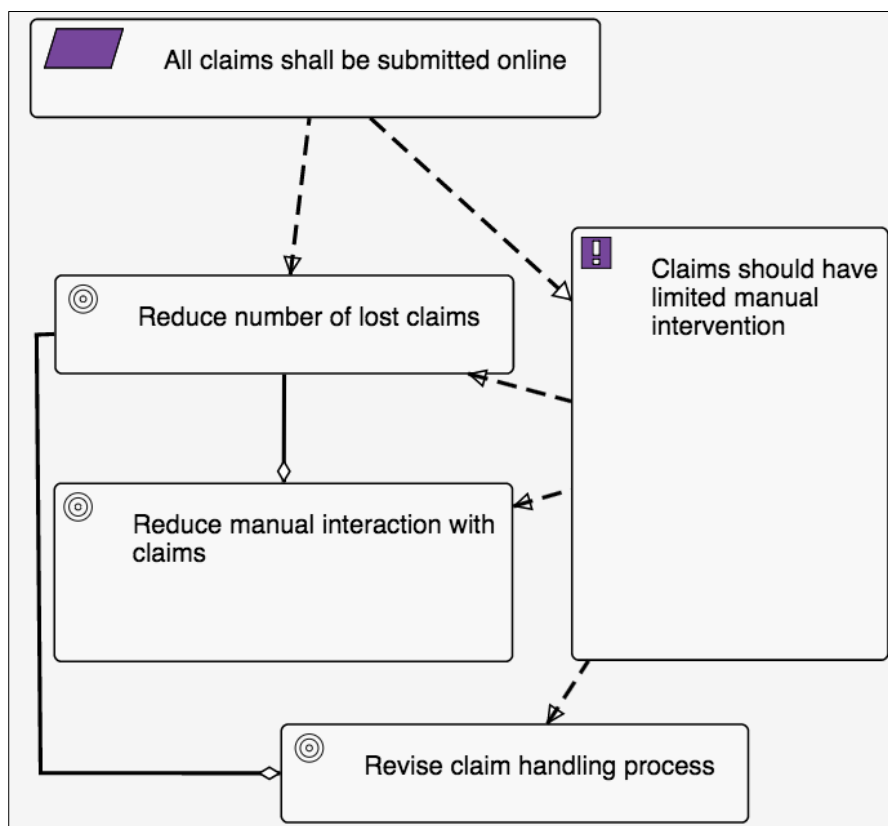 All claims shall be submitted online
Claims should have
limited manual
intervention
Reduce number of lost claims
Reduce manual interaction with
claims
Revise claim handling process